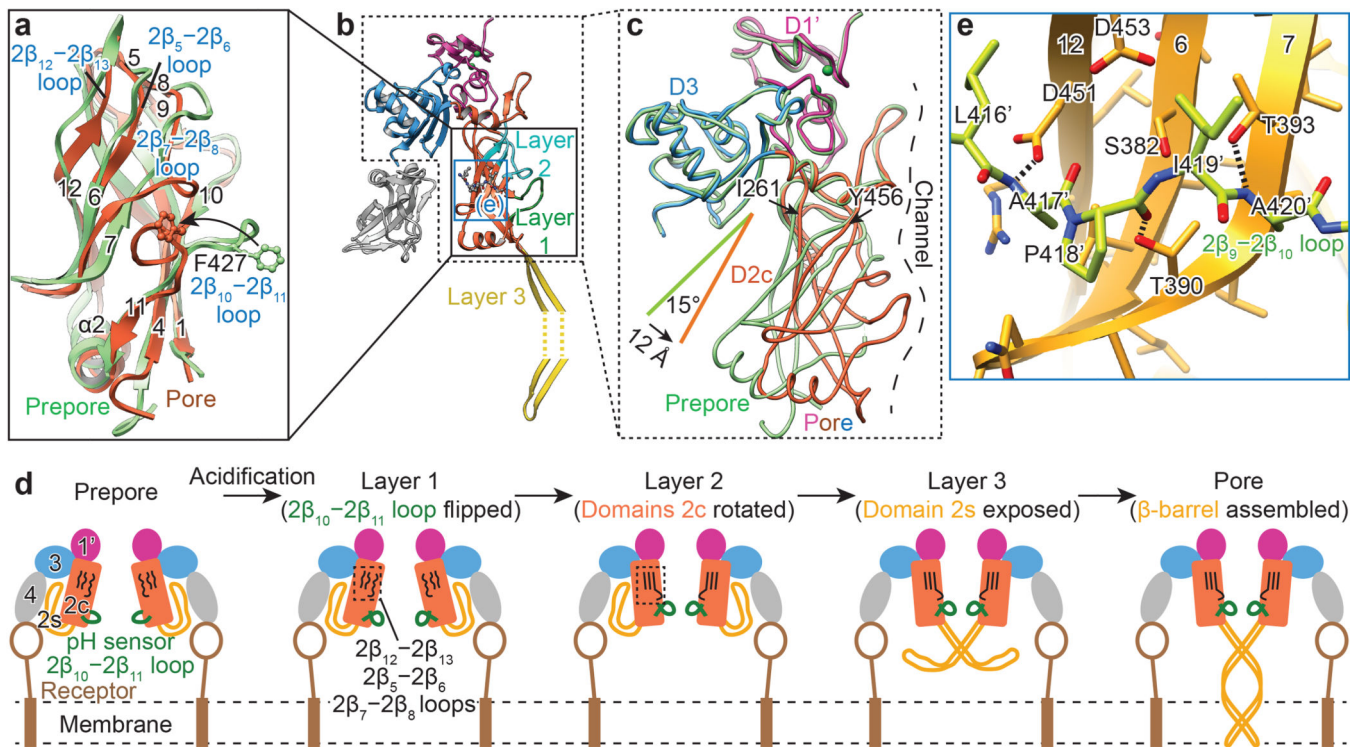 a
2β₁₂−2β₁₃
loop
2β₅−2β₆
loop
5
8
9
2β₇−2β₈
loop
12
6
10
7
F427
2β₁₀−2β₁₁
loop
11
α2
4
1
Prepore
Pore
b
Layer
2
(e)
Layer
1
Layer 3
c
D1'
D3
I261
Y456
Channel
D2c
15°
12 Å
Prepore
Pore
e
D453
12
6
7
D451
L416'
T393
S382
I419'
A417'
A420'
P418'
2β₉−2β₁₀ loop
T390
d
Prepore
Acidification
Layer 1
(2β₁₀−2β₁₁ loop flipped)
Layer 2
(Domains 2c rotated)
Layer 3
(Domain 2s exposed)
Pore
(β-barrel assembled)
1'
3
4
2c
2s
pH sensor
2β₁₀−2β₁₁ loop
Receptor
2β₁₂−2β₁₃
2β₅−2β₆
2β₇−2β₈ loops
Membrane